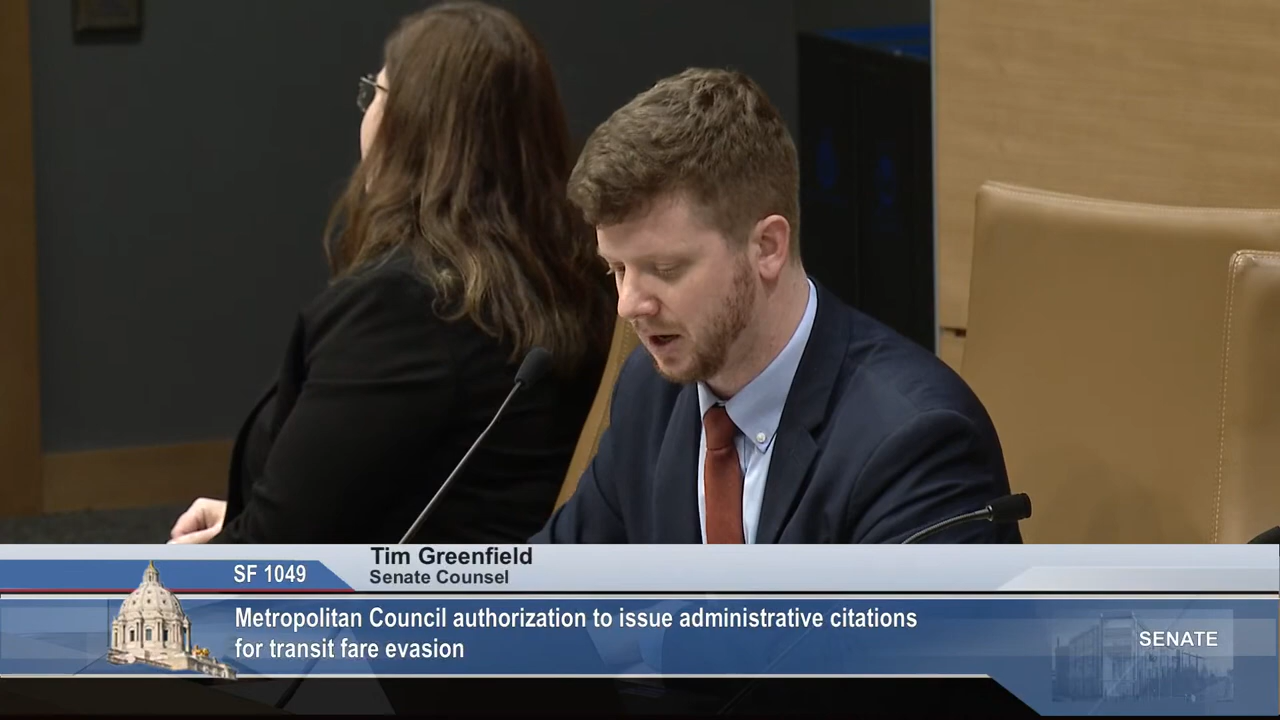 Tim Greenfield
SF 1049
Senate Counsel
Metropolitan Council authorization to issue administrative citations
for transit fare evasion
SENATE